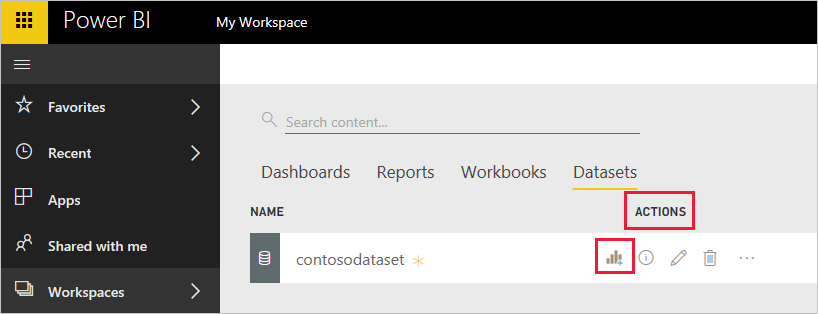 Power BI
My Workspace
Favorites
Recent
Apps
Shared with me
Workspaces
Search content...
Dashboards Reports Workbooks Datasets
NAME ACTIONS
contosodataset